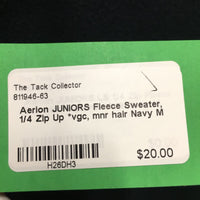 The Tack Collector
811946-63
Aerion JUNIORS Fleece Sweater,
1/4 Zip Up *vgc, mnr hair Navy M
$20.00
H26DH3